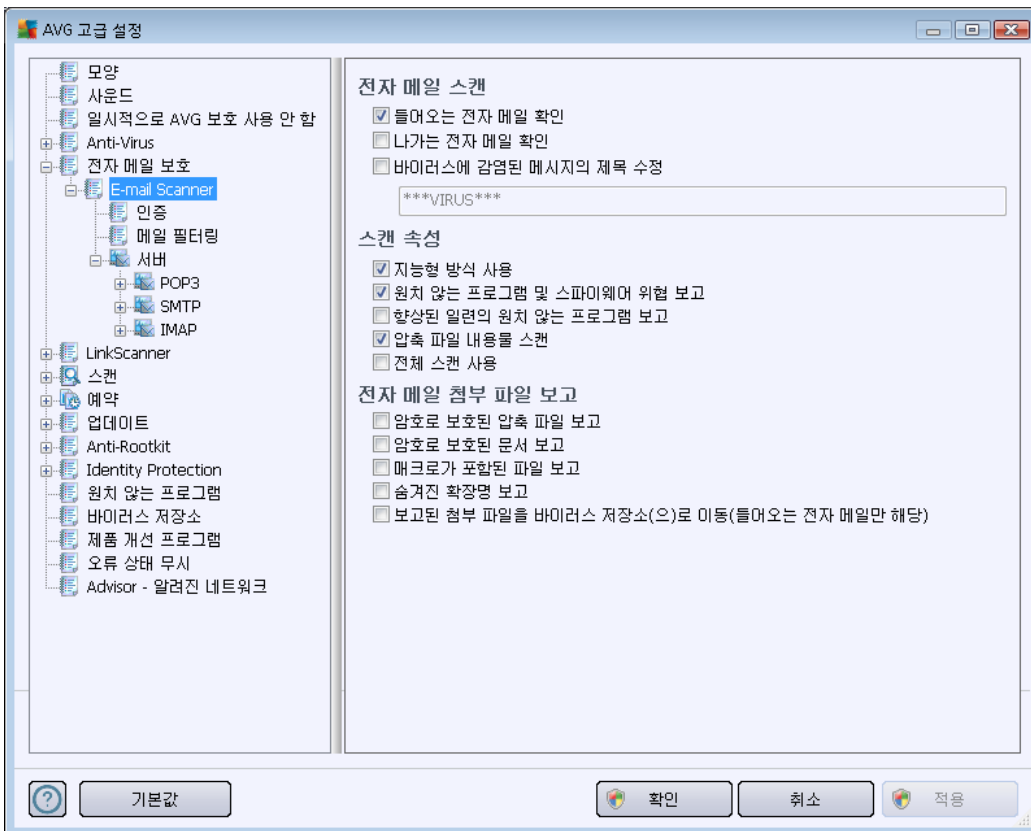 AVG 고급 설정
모양
사운드
일시적으로 AVG 보호 사용 안 함
Anti-Virus
전자 메일 보호
E-mail Scanner
인증
메일 필터링
서버
POP3
SMTP
IMAP
LinkScanner
스캔
예약
업데이트
Anti-Rootkit
Identity Protection
원치 않는 프로그램
바이러스 저장소
제품 개선 프로그램
오류 상태 무시
Advisor - 알려진 네트워크
전자 메일 스캔
들어오는 전자 메일 확인
나가는 전자 메일 확인
바이러스에 감염된 메시지의 제목 수정
***VIRUS***
스캔 속성
지능형 방식 사용
원치 않는 프로그램 및 스파이웨어 위협 보고
향상된 일련의 원치 않는 프로그램 보고
압축 파일 내용물 스캔
전체 스캔 사용
전자 메일 첨부 파일 보고
암호로 보호된 압축 파일 보고
암호로 보호된 문서 보고
매크로가 포함된 파일 보고
숨겨진 확장명 보고
보고된 첨부 파일을 바이러스 저장소(으)로 이동(들어오는 전자 메일만 해당)
기본값
확인
취소
적용